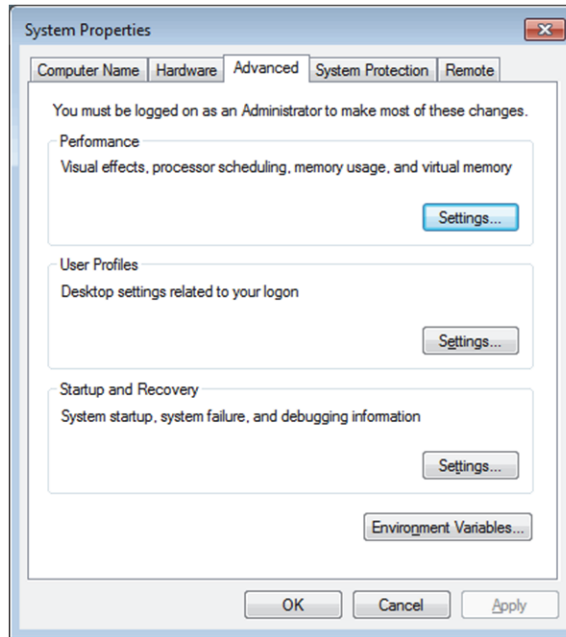 System Properties
Computer Name Hardware Advanced System Protection Remote
You must be logged on as an Administrator to make most of these changes.
Performance
Visual effects, processor scheduling, memory usage, and virtual memory
Settings...
User Profiles
Desktop settings related to your logon
Settings...
Startup and Recovery
System startup, system failure, and debugging information
Settings...
Environment Variables...
OK Cancel Apply